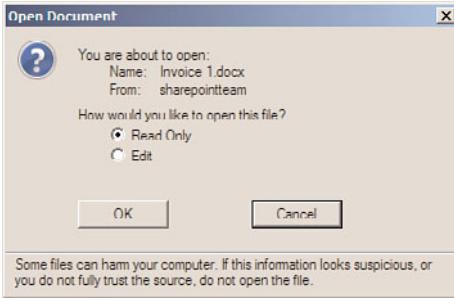 Open Document
You are about to open:
Name: Invoice 1.docx
From: sharepointteam
How would you like to open this file?
Read Only
Edit
OK
Cancel
Some files can harm your computer. If this information looks suspicious, or
you do not fully trust the source, do not open the file.